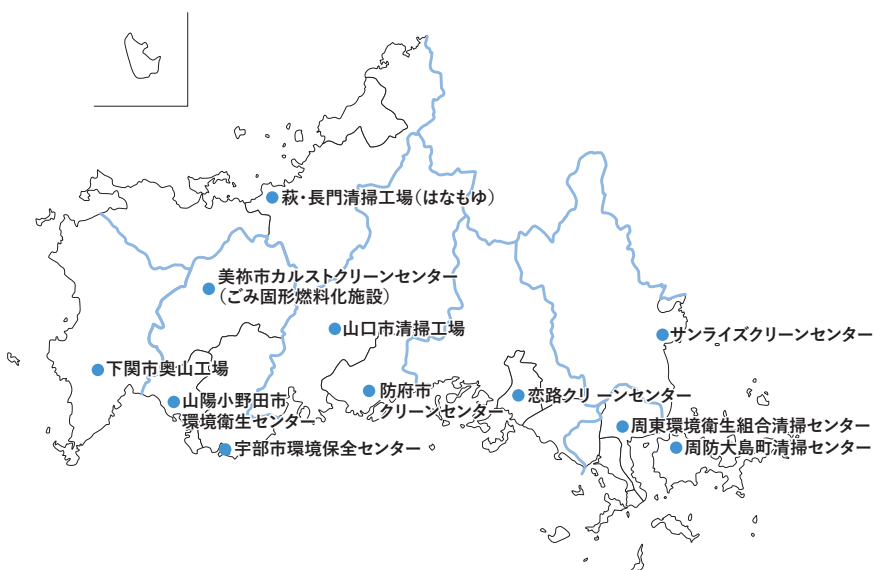 萩・長門清掃工場（はなもゆ）
美祢市カルストクリーンセンター
（ごみ固形燃料化施設）
山口市清掃工場
サンライズクリーンセンター
下関市奥山工場
山陽小野田市
環境衛生センター
防府市
クリーンセンター
恋路クリーンセンター
周東環境衛生組合清掃センター
周防大島町清掃センター
宇部市環境保全センター